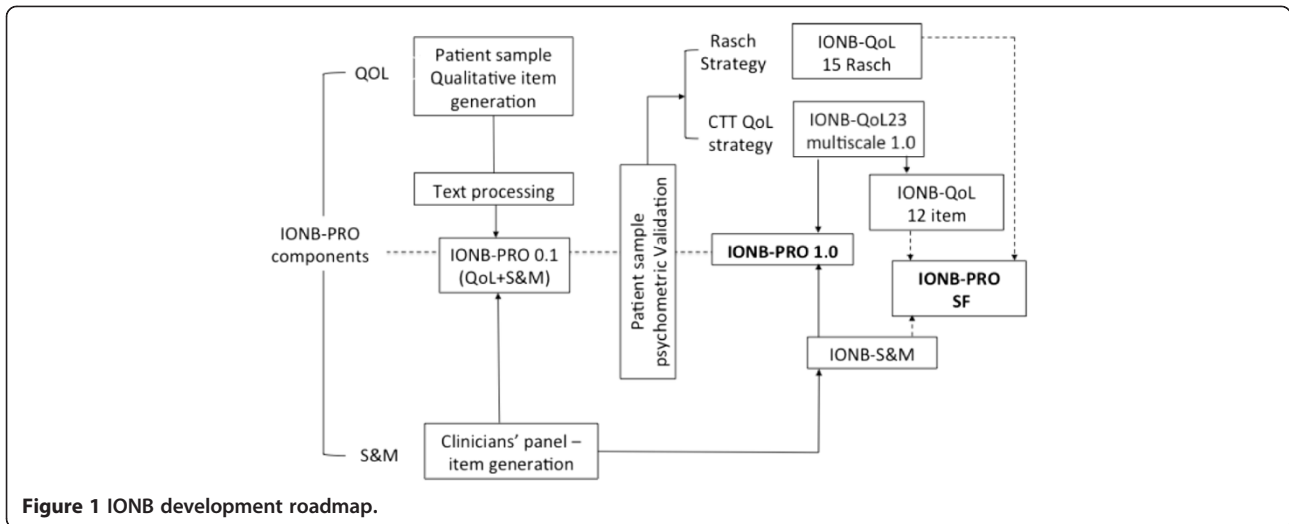 QOL
Patient sample
Qualitative item
generation
Text processing
IONB-PRO
components
IONB-PRO 0.1
(QoL+S&M)
S&M
Clinicians' panel –
item generation
Patient sample
psychometric Validation
Rasch
Strategy
IONB-QoL
15 Rasch
CTT QoL
strategy
IONB-QoL23
multiscale 1.0
IONB-QoL
12 item
IONB-PRO 1.0
IONB-PRO
SF
IONB-S&M
Figure 1 IONB development roadmap.